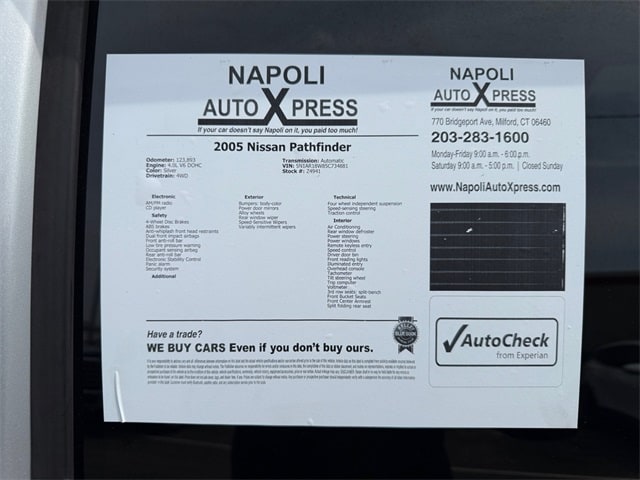 NAPOLI
AUTO XPRESS
If your car doesn't say Napoli on it, you paid too much!
2005 Nissan Pathfinder
Odometer: 123,893
Engine: 4.0L V6 DOHC
Color: Silver
Drivetrain: 4WD
Transmission: Automatic
VIN: 5N1AR18W85C734881
Stock #: 24941
Electronic
AM/FM radio
CD player
Safety
4-Wheel Disc Brakes
ABS brakes
Anti-whiplash front head restraints
Dual front impact airbags
Front anti-roll bar
Low tire pressure warning
Occupant sensing airbag
Rear anti-roll bar
Electronic Stability Control
Panic alarm
Security system
Additional
Exterior
Bumpers: body-color
Power door mirrors
Alloy wheels
Rear window wiper
Speed-Sensitive Wipers
Variably intermittent wipers
Technical
Four wheel independent suspension
Speed-sensing steering
Traction control
Interior
Air Conditioning
Rear window defroster
Power steering
Power windows
Remote keyless entry
Speed control
Driver door bin
Front reading lights
Illuminated entry
Overhead console
Tachometer
Tilt steering wheel
Trip computer
Voltmeter
3rd row seats: split-bench
Front Bucket Seats
Front Center Armrest
Split folding rear seat
Have a trade?
WE BUY CARS Even if you don't buy ours.
NAPOLI
AUTO XPRESS
If your car doesn't say Napoli on it, you paid too much!
770 Bridgeport Ave, Milford, CT 06460
203-283-1600
Monday-Friday 9:00 a.m. - 6:00 p.m.
Saturday 9:00 a.m. - 5:00 p.m. | Closed Sunday
www.NapoliAutoXpress.com
AutoCheck
from Experian